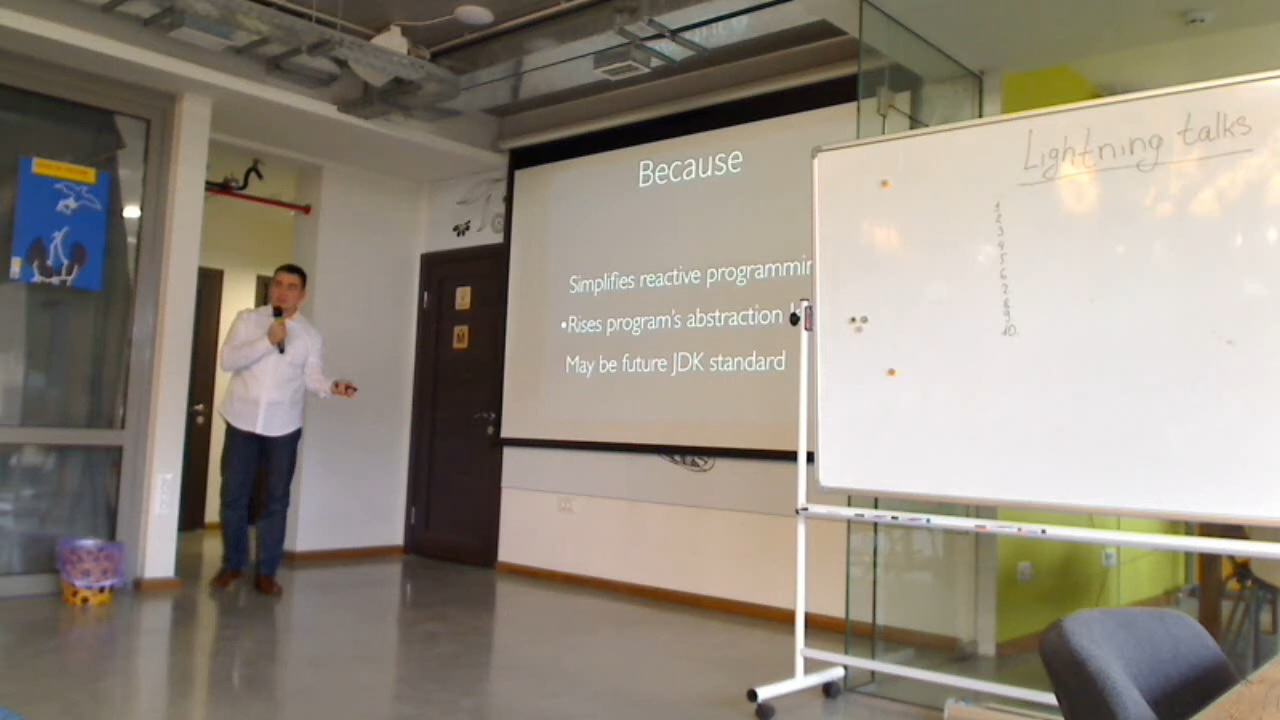 Because
Simplifies reactive programmin
•Rises program's abstraction
May be future JDK standard
Lightning talks
1
2
3
4
5
6
7
8
9
10
M